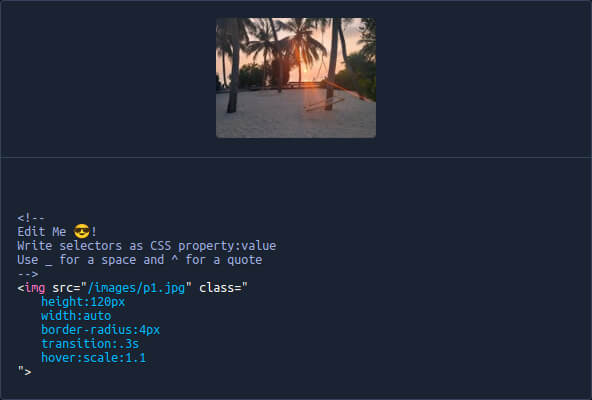 <!--
Edit Me 😎!
Write selectors as CSS property:value
Use _ for a space and ^ for a quote
-->
<img src="/images/p1.jpg" class="
height:120px
width:auto
border-radius:4px
transition:.3s
hover:scale:1.1
">